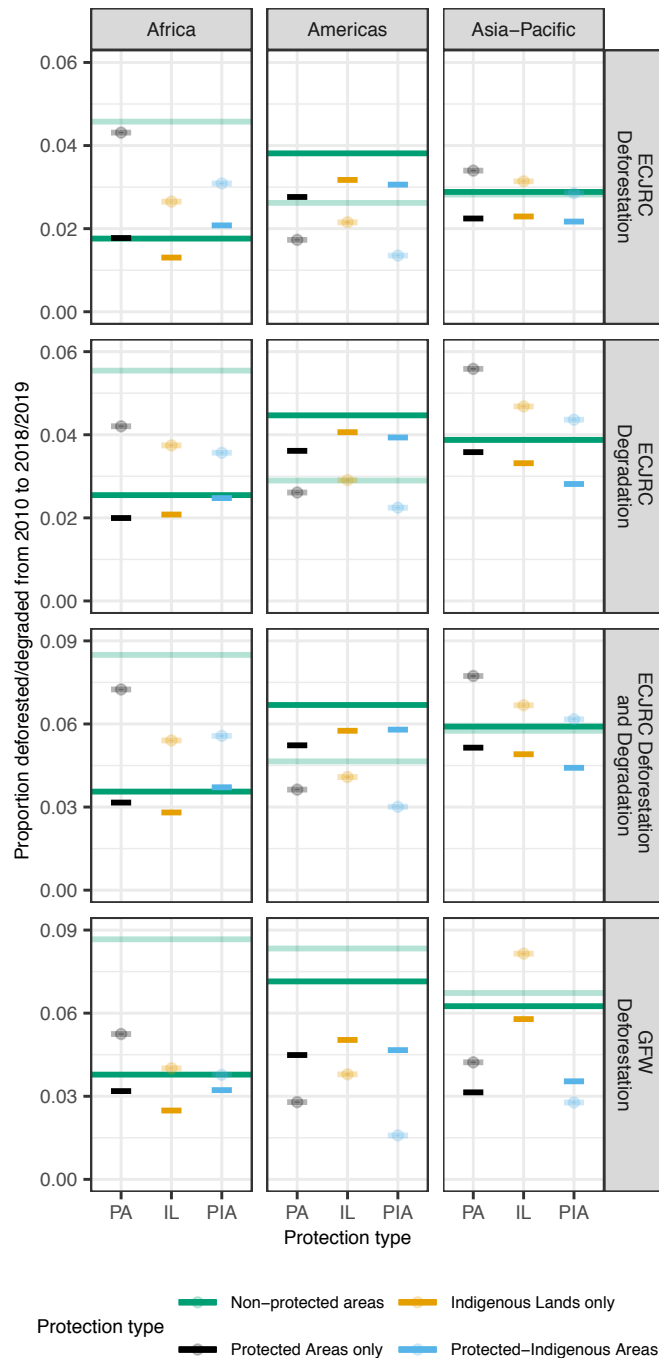 Africa
Americas
Asia−Pacific
Proportion deforested/degraded from 2010 to 2018/2019
0.06
0.04
0.02
0.00
ECJRC
Deforestation
0.06
0.04
0.02
0.00
ECJRC
Degradation
0.09
0.06
0.03
0.00
ECJRC Deforestation
and Degradation
0.09
0.06
0.03
0.00
GFW
Deforestation
PA IL PIA
PA IL PIA
PA IL PIA
Protection type
Protection type
Non−protected areas
Indigenous Lands only
Protected Areas only
Protected−Indigenous Areas